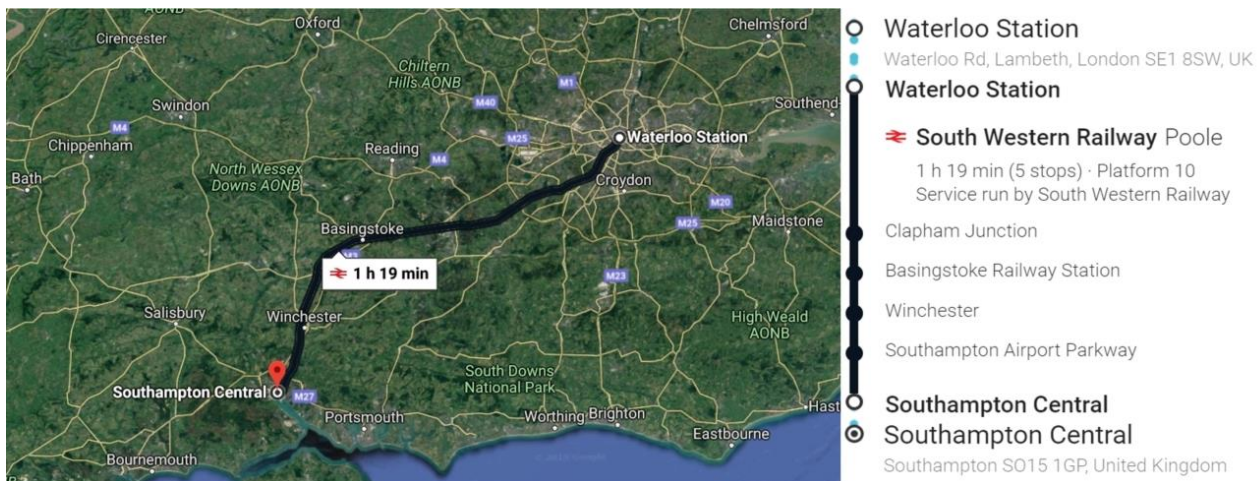 AONB
Oxford
Cirencester
Chelmsford
Chiltern
Hills AONB
M1
M40
Swindon
Southend-
M4
M25
Waterloo Station
Chippenham
Reading
M4
North Wessex
Downs AONB
Bath
Croydon
M20
M25
Maidstone
Basingstoke
M3
1 h 19 min
M23
Salisbury
Winchester
High Weald
AONB
South Downs
National Park
Southampton Central
M27
Portsmouth
Worthing
Brighton
Hast
Eastbourne
Bournemouth
Waterloo Station
Waterloo Rd, Lambeth, London SE1 8SW, UK
Waterloo Station
South Western Railway Poole
1 h 19 min (5 stops) · Platform 10
Service run by South Western Railway
Clapham Junction
Basingstoke Railway Station
Winchester
Southampton Airport Parkway
Southampton Central
Southampton Central
Southampton SO15 1GP, United Kingdom